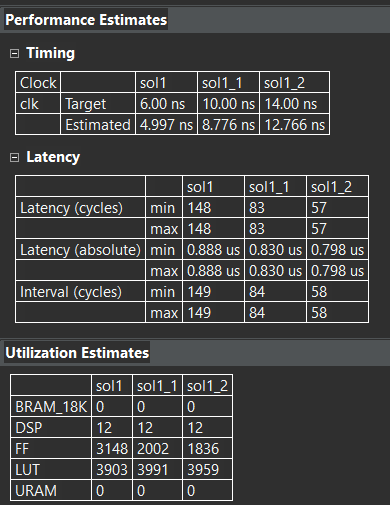 Performance Estimates
Timing
Clock sol1 sol1_1 sol1_2
clk Target 6.00 ns 10.00 ns 14.00 ns
Estimated 4.997 ns 8.776 ns 12.766 ns
Latency
sol1 sol1_1 sol1_2
Latency (cycles) min 148 83 57
max 148 83 57
Latency (absolute) min 0.888 us 0.830 us 0.798 us
max 0.888 us 0.830 us 0.798 us
Interval (cycles) min 149 84 58
max 149 84 58
Utilization Estimates
sol1 sol1_1 sol1_2
BRAM_18K 0 0 0
DSP 12 12 12
FF 3148 2002 1836
LUT 3903 3991 3959
URAM 0 0 0